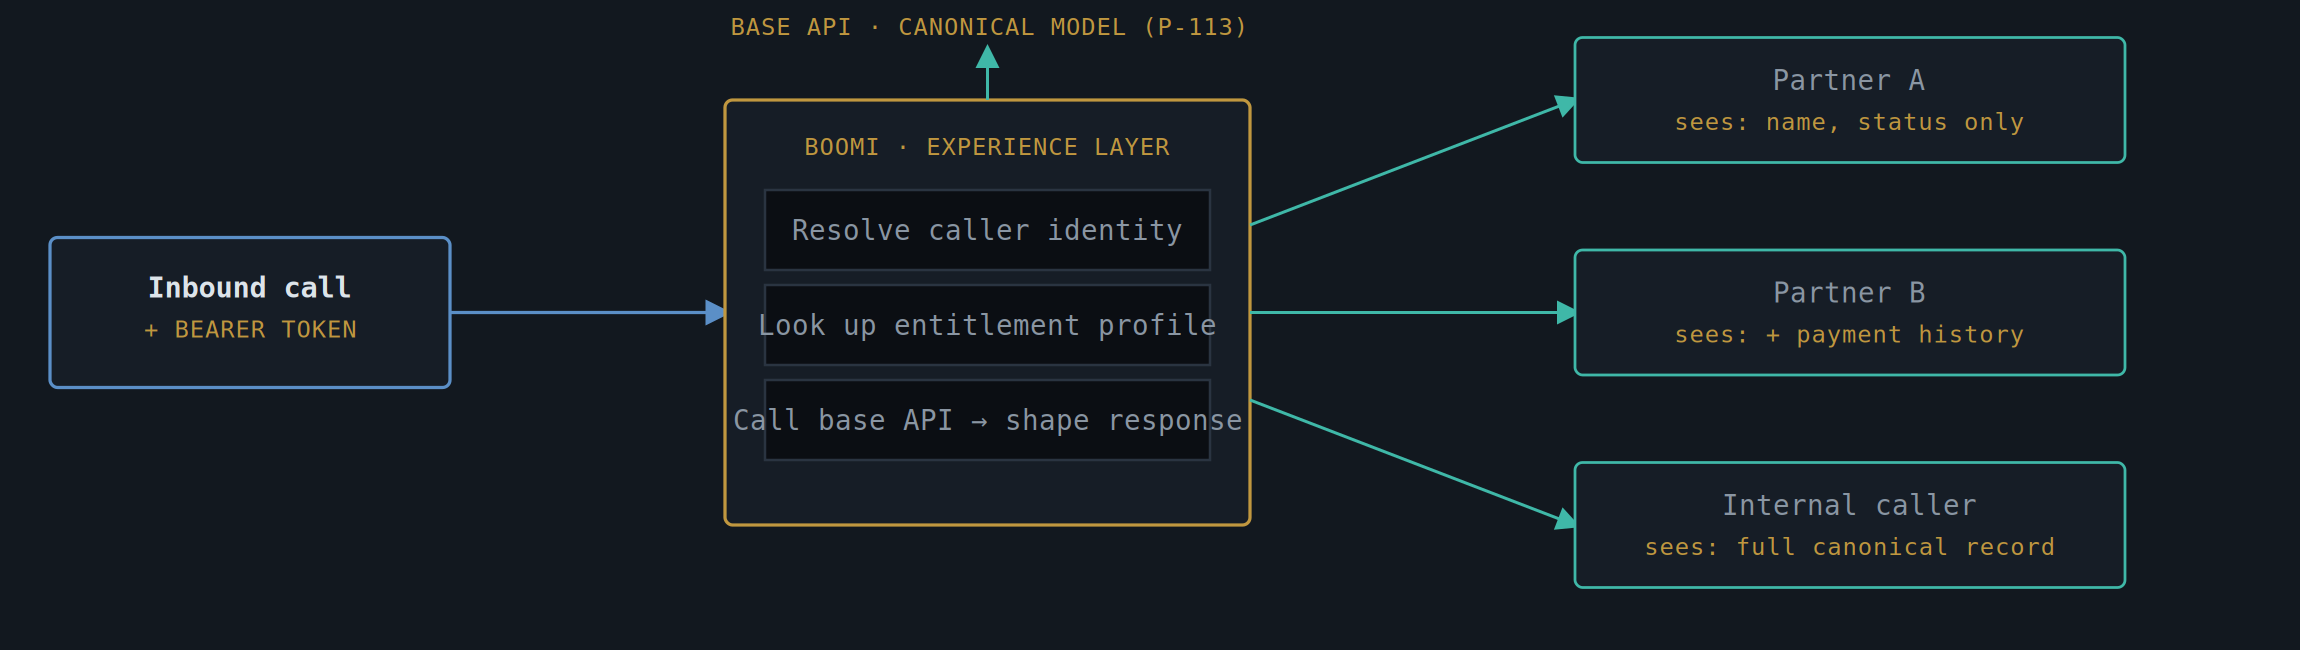 BASE API · CANONICAL MODEL (P-113)
BOOMI · EXPERIENCE LAYER
Resolve caller identity
Look up entitlement profile
Call base API → shape response
Inbound call
+ BEARER TOKEN
Partner A
sees: name, status only
Partner B
sees: + payment history
Internal caller
sees: full canonical record